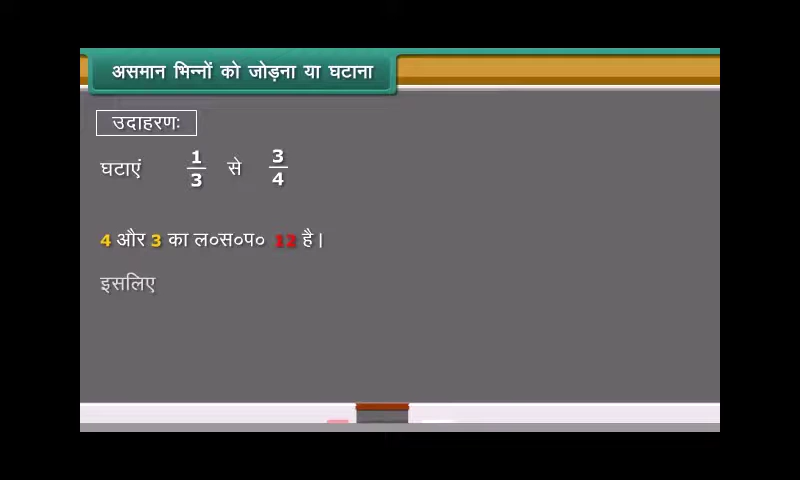 असमान भिन्नों को जोड़ना या घटाना
उदाहरणः
घटाएं 1/3 से 3/4
4 और 3 का ल०स०प० 12 है।
इसलिए